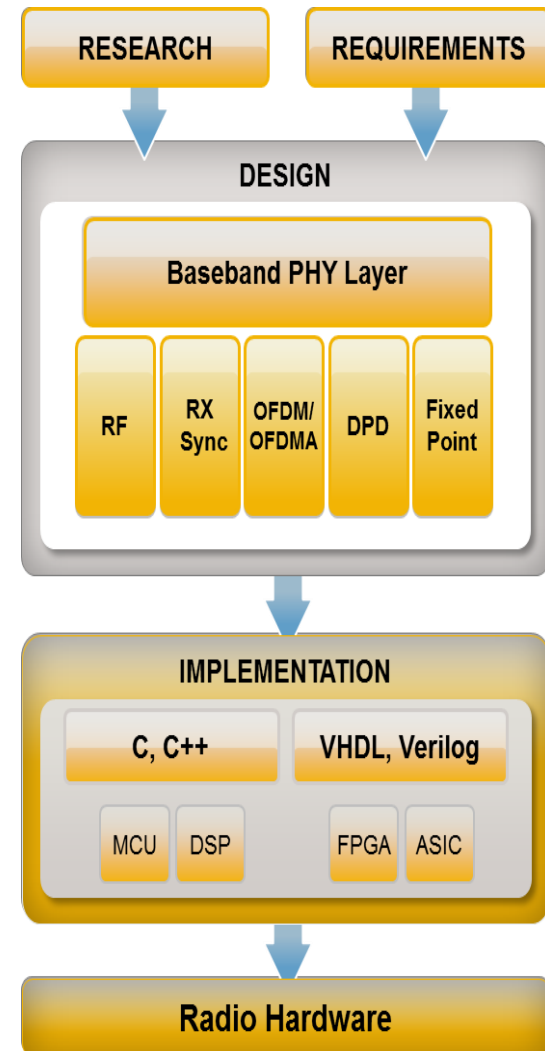 RESEARCH
REQUIREMENTS
DESIGN
Baseband PHY Layer
RF
RX
Sync
OFDM/
OFDMA
DPD
Fixed
Point
IMPLEMENTATION
C, C++
VHDL, Verilog
MCU
DSP
FPGA
ASIC
Radio Hardware